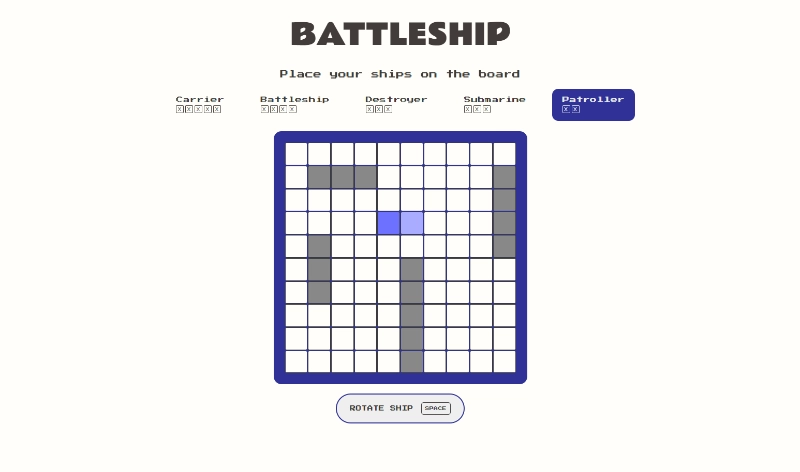 BATTLESHIP
Place your ships on the board
Carrier
X X X X X
Battleship
X X X X
Destroyer
X X X
Submarine
X X X
Patroller
X X
ROTATE SHIP SPACE